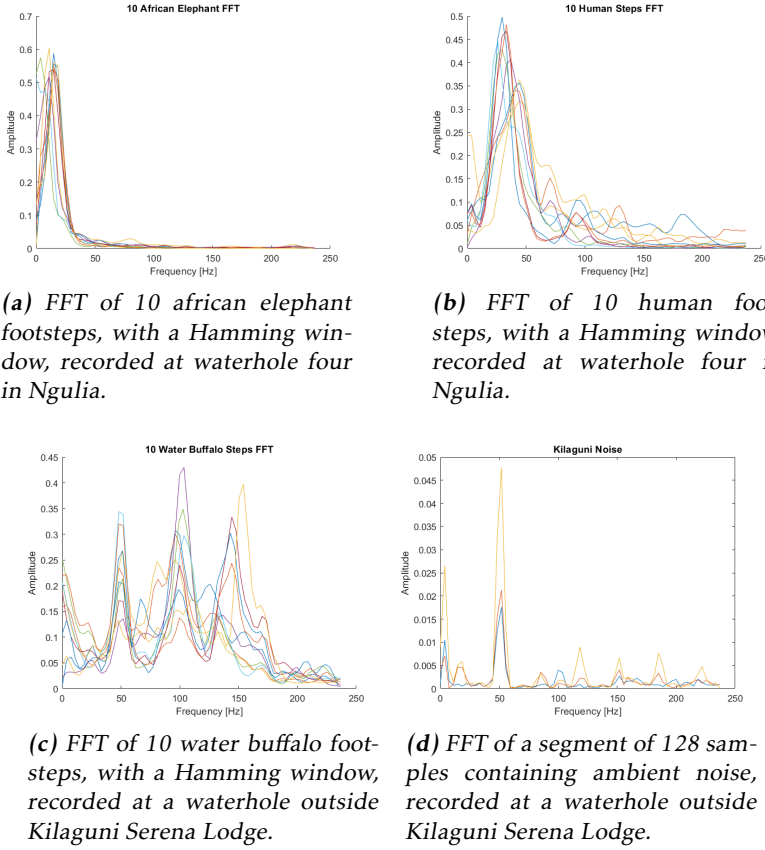 10 African Elephant FFT
0.7
0.6
0.5
0.4
0.3
0.2
0.1
0
Amplitude
0 50 100 150 200 250
Frequency [Hz]
(a) FFT of 10 african elephant
footsteps, with a Hamming win-
dow, recorded at waterhole four
in Ngulia.
10 Human Steps FFT
0.5
0.45
0.4
0.35
0.3
0.25
0.2
0.15
0.1
0.05
0
Amplitude
0 50 100 150 200 250
Frequency [Hz]
(b) FFT of 10 human foo
steps, with a Hamming window
recorded at waterhole four i
Ngulia.
10 Water Buffalo Steps FFT
0.45
0.4
0.35
0.3
0.25
0.2
0.15
0.1
0.05
0
Amplitude
0 50 100 150 200 250
Frequency [Hz]
(c) FFT of 10 water buffalo foot-
steps, with a Hamming window,
recorded at a waterhole outside
Kilaguni Serena Lodge.
Kilaguni Noise
0.05
0.045
0.04
0.035
0.03
0.025
0.02
0.015
0.01
0.005
0
Amplitude
0 50 100 150 200 250
Frequency [Hz]
(d) FFT of a segment of 128 sam-
ples containing ambient noise,
recorded at a waterhole outside
Kilaguni Serena Lodge.